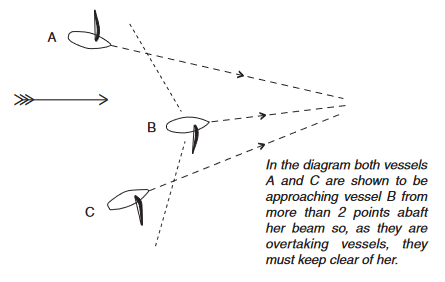 A
B
C
In the diagram both vessels
A and C are shown to be
approaching vessel B from
more than 2 points abaft
her beam so, as they are
overtaking vessels, they
must keep clear of her.